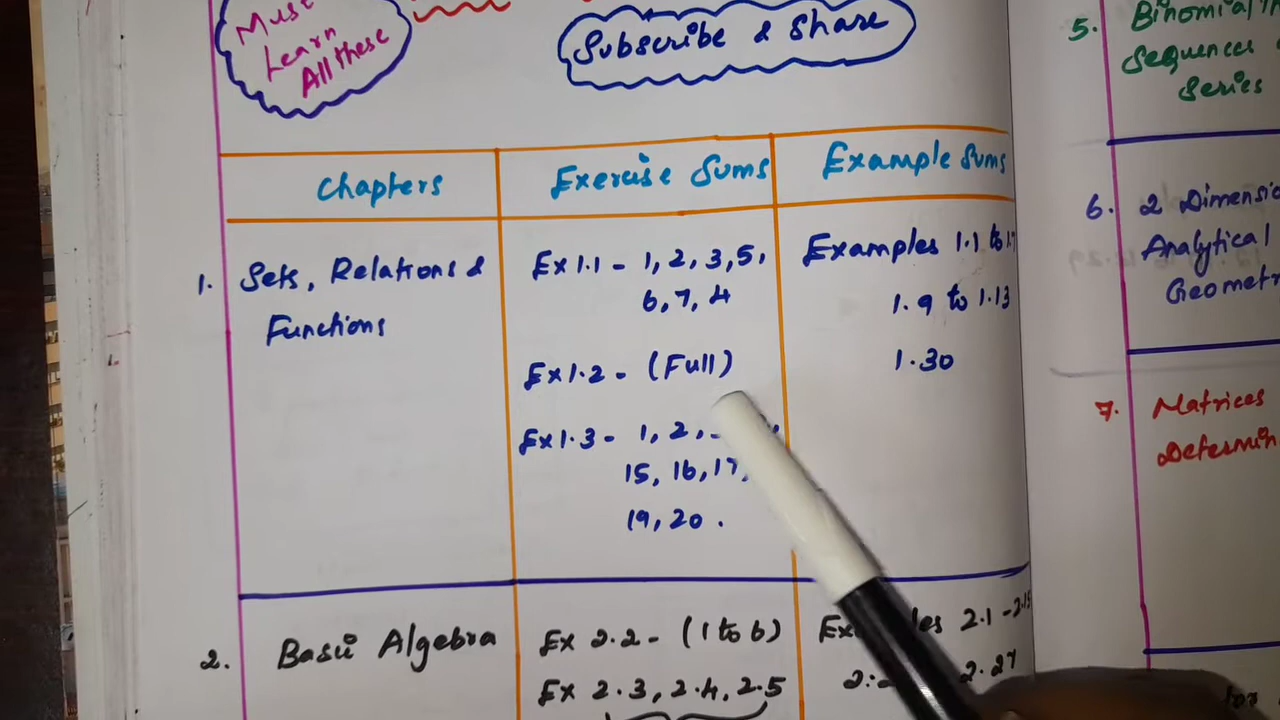 Must
Learn
All these
Subscribe & Share
Chapters
Exercise Sums
Example Sums
1. Sets, Relations &
Functions
Ex 1.1 - 1, 2, 3, 5,
6, 7, 4
Ex 1.2 - (Full)
Ex 1.3 - 1, 2,
15, 16, 17,
19, 20.
Examples 1.1 to
1.9 to 1.13
1.30
2. Basic Algebra
Ex 2.2 - (1 to 6)
Ex 2.3, 2.4, 2.5
2.1 -
2.27
5. Binomial
Sequences
Series
6. 2
Analytical
7. Matrices